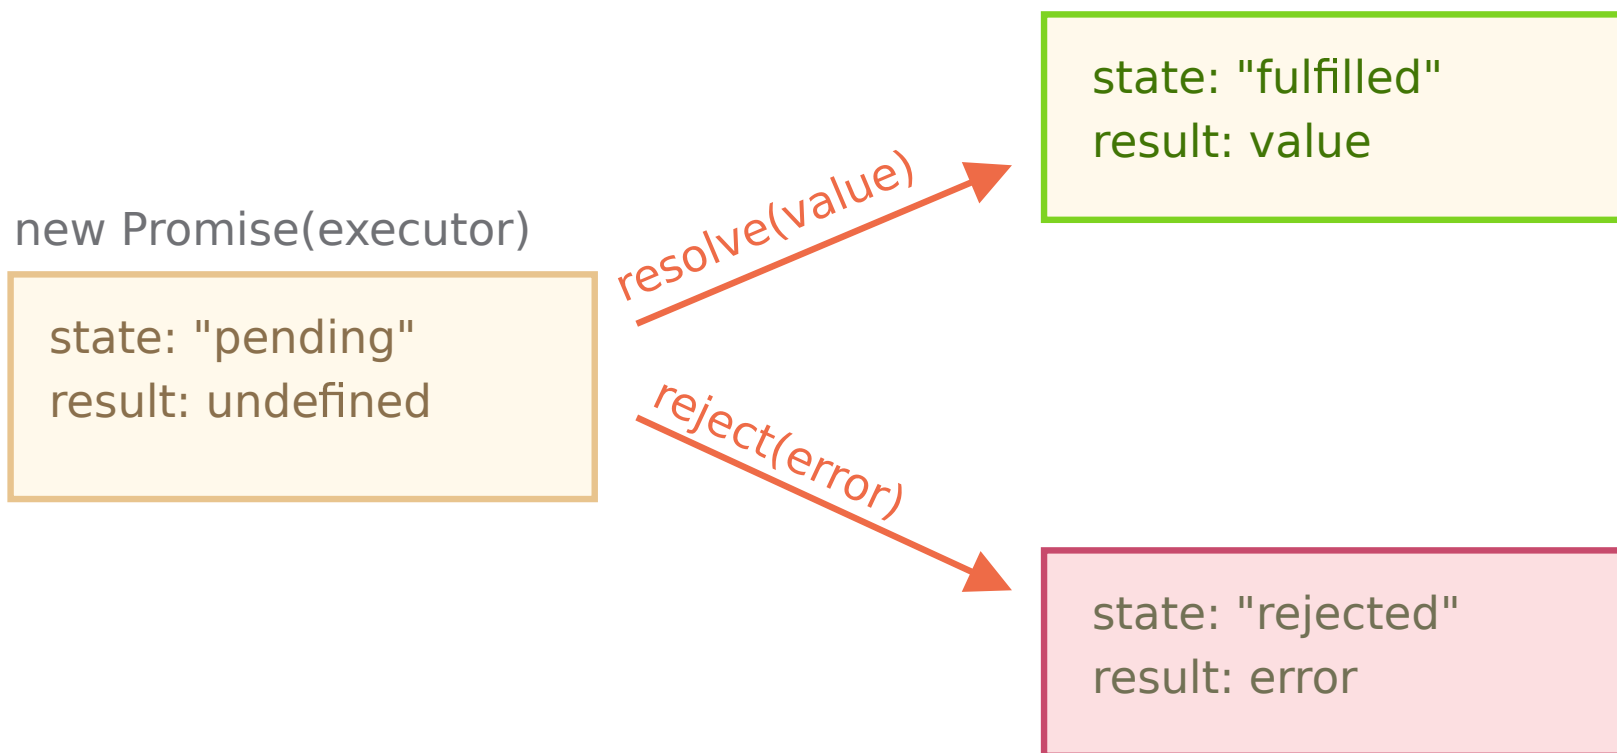 new Promise(executor)
state: "pending"
result: undefined
resolve(value)
reject(error)
state: "fulfilled"
result: value
state: "rejected"
result: error